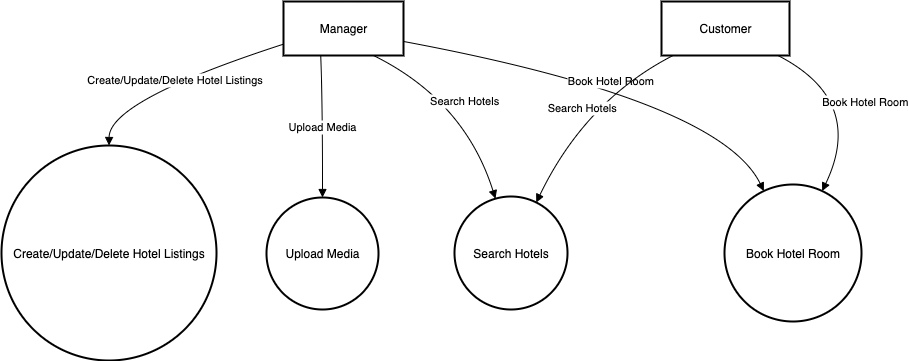 Manager
Customer
Create/Update/Delete Hotel Listings
Book Hotel Room
Search Hotels
Search Hotels
Book Hotel Room
Upload Media
Create/Update/Delete Hotel Listings
Upload Media
Search Hotels
Book Hotel Room